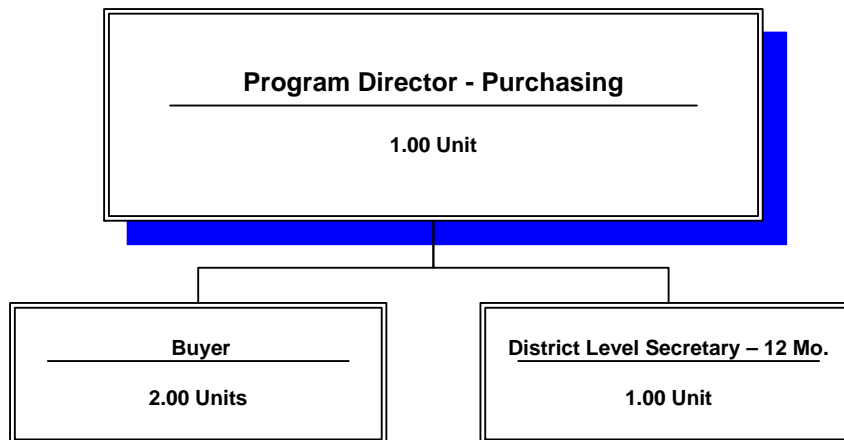 Program Director - Purchasing
1.00 Unit
Buyer
2.00 Units
District Level Secretary – 12 Mo.
1.00 Unit